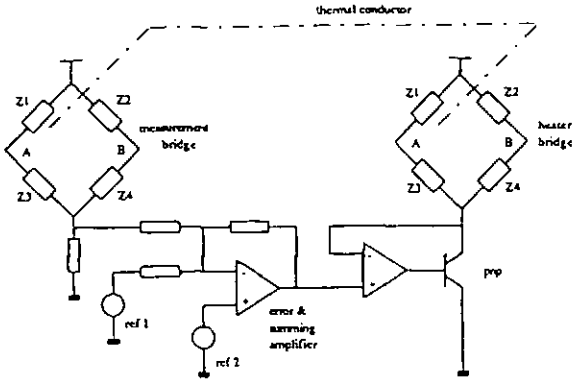 thermal conductor
Z1
Z2
measurement
bridge
A
B
Z3
Z4
Z1
Z2
heater
bridge
A
B
Z3
Z4
-
+
-
+
pnp
ref 1
error &
summing
amplifier
ref 2